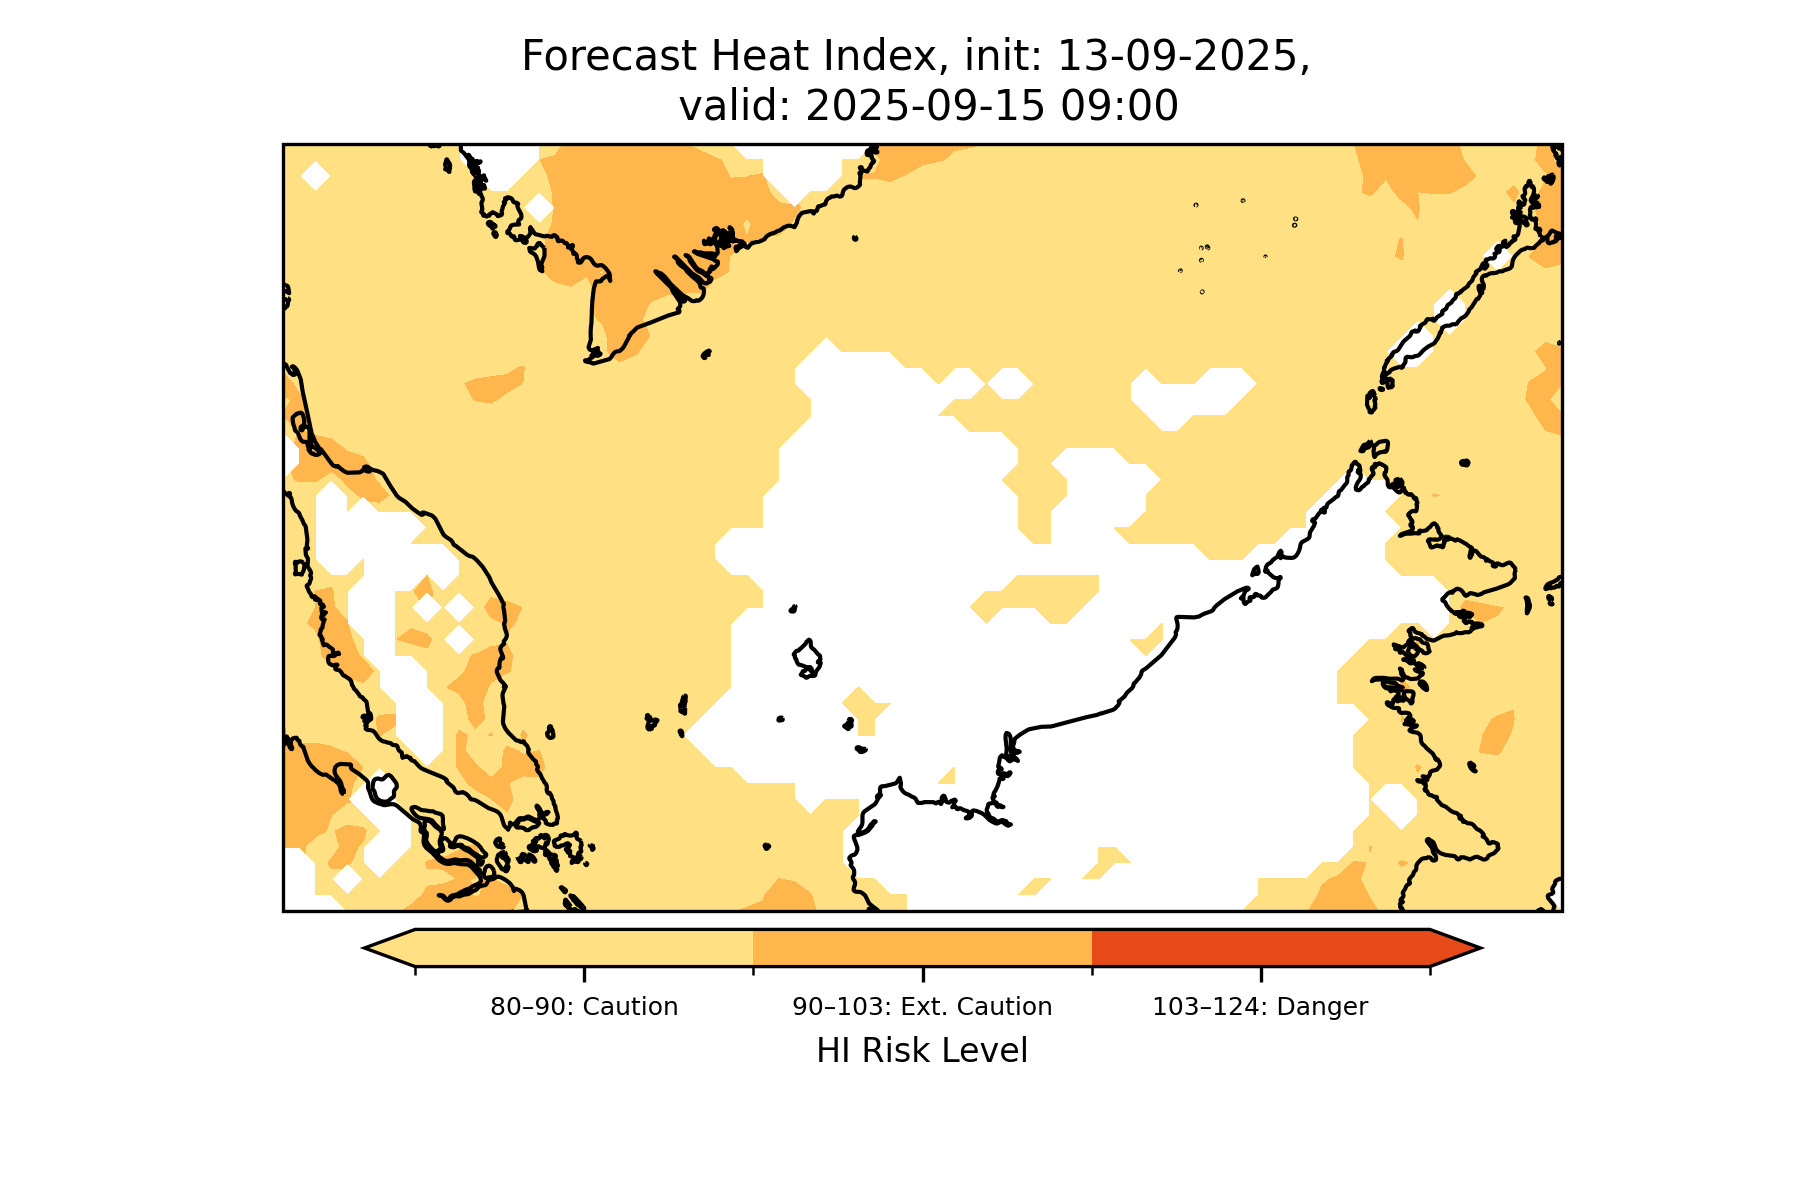 Forecast Heat Index, init: 13-09-2025,
valid: 2025-09-15 09:00
80–90: Caution
90–103: Ext. Caution
103–124: Danger
HI Risk Level